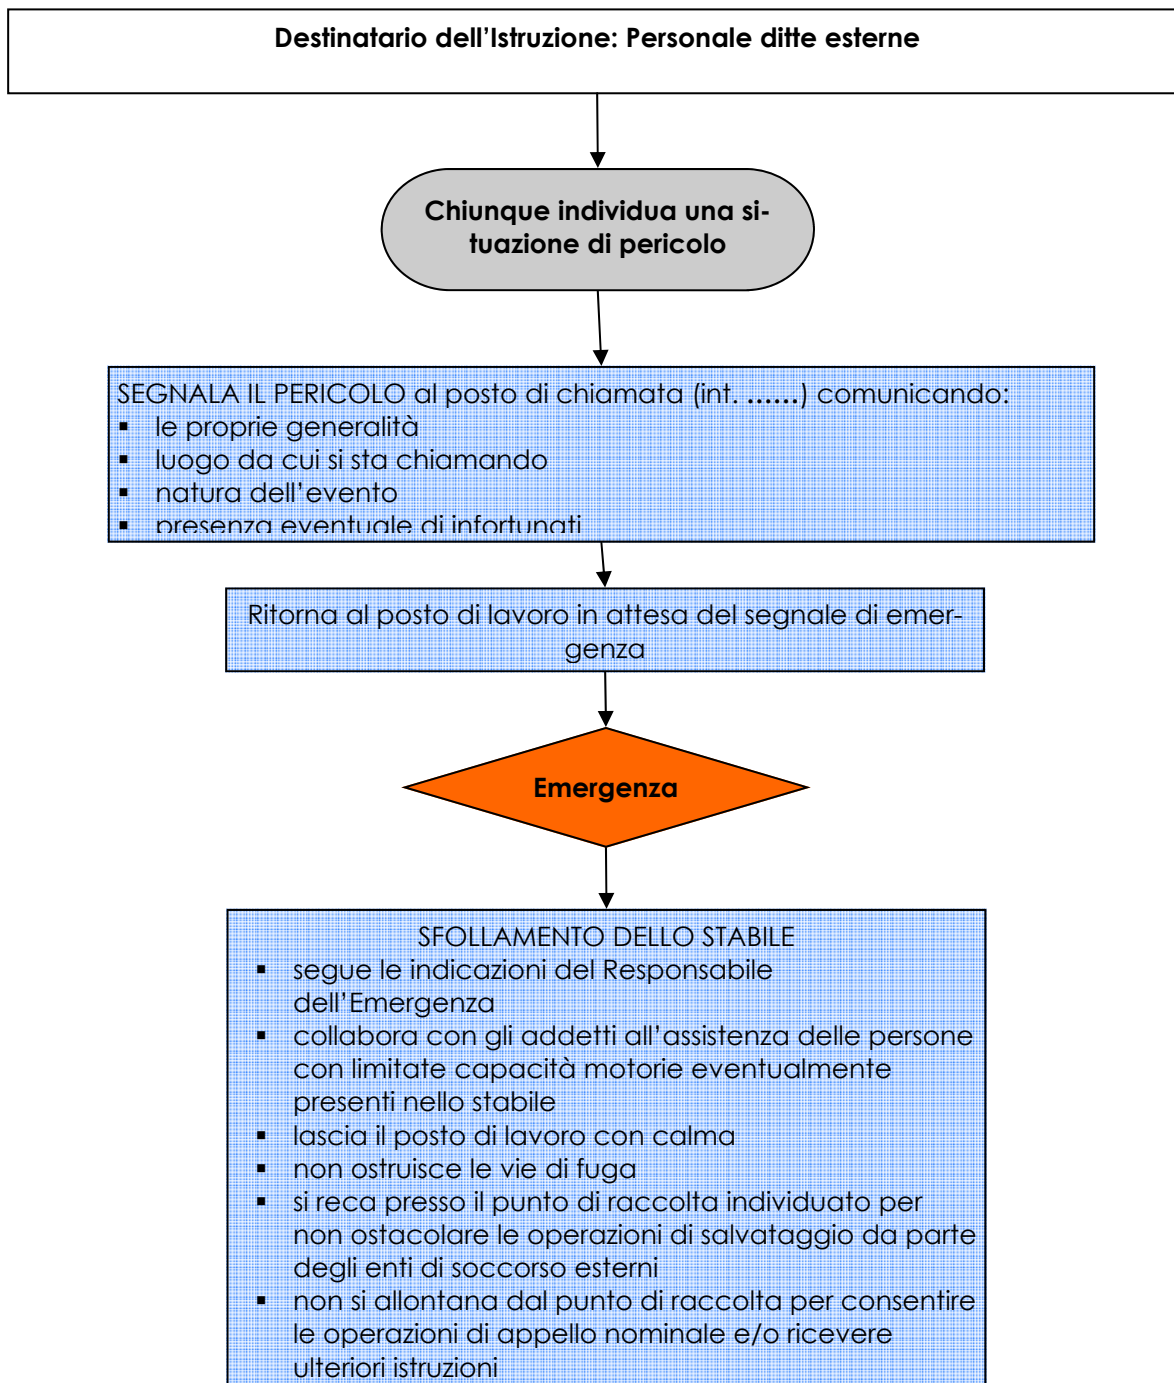 Destinatario dell’Istruzione: Personale ditte esterne
Chiunque individua una si-
tuazione di pericolo
SEGNALA IL PERICOLO al posto di chiamata (int. ......) comunicando:
▪ le proprie generalità
▪ luogo da cui si sta chiamando
▪ natura dell’evento
▪ presenza eventuale di infortunati
Ritorna al posto di lavoro in attesa del segnale di emer-
genza
Emergenza
SFOLLAMENTO DELLO STABILE
▪ segue le indicazioni del Responsabile
dell’Emergenza
▪ collabora con gli addetti all’assistenza delle persone
con limitate capacità motorie eventualmente
presenti nello stabile
▪ lascia il posto di lavoro con calma
▪ non ostruisce le vie di fuga
▪ si reca presso il punto di raccolta individuato per
non ostacolare le operazioni di salvataggio da parte
degli enti di soccorso esterni
▪ non si allontana dal punto di raccolta per consentire
le operazioni di appello nominale e/o ricevere
ulteriori istruzioni